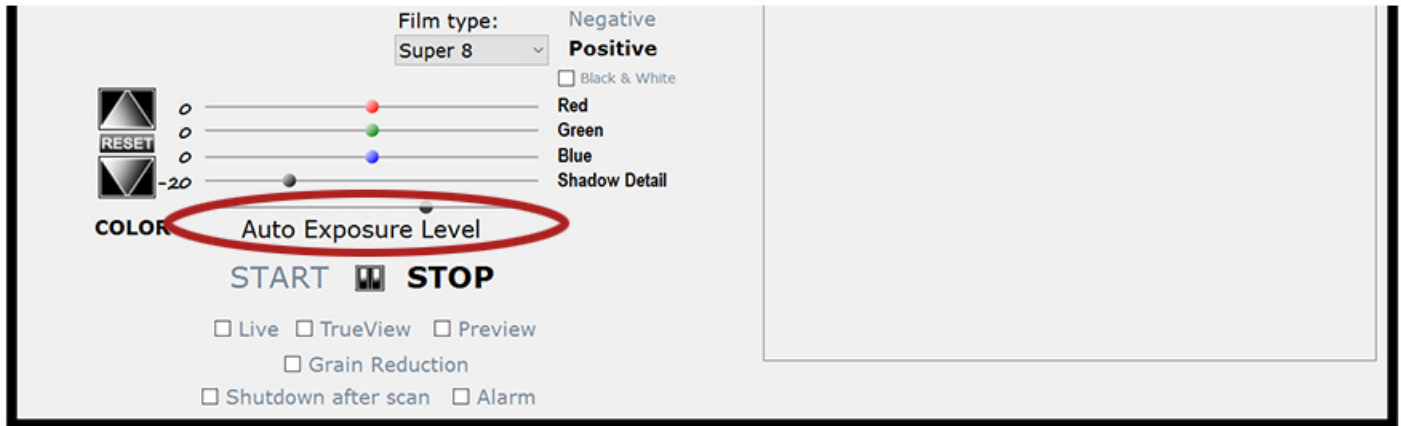 Film type:
Negative
Super 8
Positive
Black & White
0
Red
0
Green
RESET
0
Blue
-20
Shadow Detail
COLOR
Auto Exposure Level
START
STOP
Live
TrueView
Preview
Grain Reduction
Shutdown after scan
Alarm